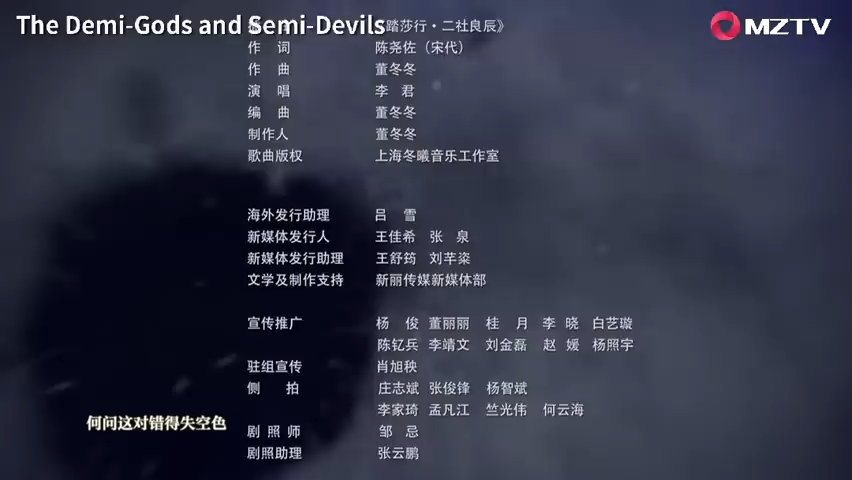 The Demi-Gods and Semi-Devils
MZTV
《踏莎行·二社良辰》
作 词 陈尧佐（宋代）
作 曲 董冬冬
演 唱 李 君
编 曲 董冬冬
制作人 董冬冬
歌曲版权 上海冬曦音乐工作室
海外发行助理 吕 雪
新媒体发行人 王佳希 张 泉
新媒体发行助理 王舒筠 刘芊楽
文学及制作支持 新丽传媒新媒体部
宣传推广 杨 俊 董丽丽 桂 月 李 晓 白艺璇
陈钇兵 李靖文 刘金磊 赵 媛 杨照宇
驻组宣传 肖旭秧
侧 拍 庄志斌 张俊锋 杨智斌
李家琦 孟凡江 竺光伟 何云海
何问这对错得失空色
剧 照 师 邹 忌
剧照助理 张云鹏